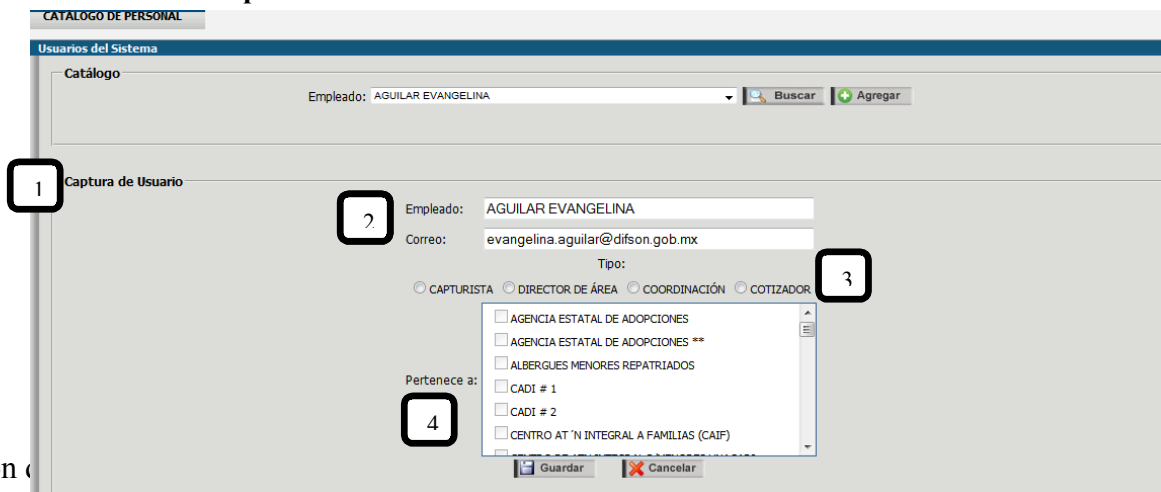 CATALOGO DE PERSONAL
Usuarios del Sistema
Catálogo
Empleado: AGUILAR EVANGELINA Buscar Agregar
1
Captura de Usuario
2
Empleado: AGUILAR EVANGELINA
Correo: evangelina.aguilar@difson.gob.mx
Tipo:
3
CAPTURISTA DIRECTOR DE ÁREA COORDINACIÓN COTIZADOR
AGENCIA ESTATAL DE ADOPCIONES
AGENCIA ESTATAL DE ADOPCIONES **
ALBERGUES MENORES REPATRIADOS
Pertenece a:
CADI # 1
CADI # 2
4
CENTRO AT ´N INTEGRAL A FAMILIAS (CAIF)
Guardar Cancelar